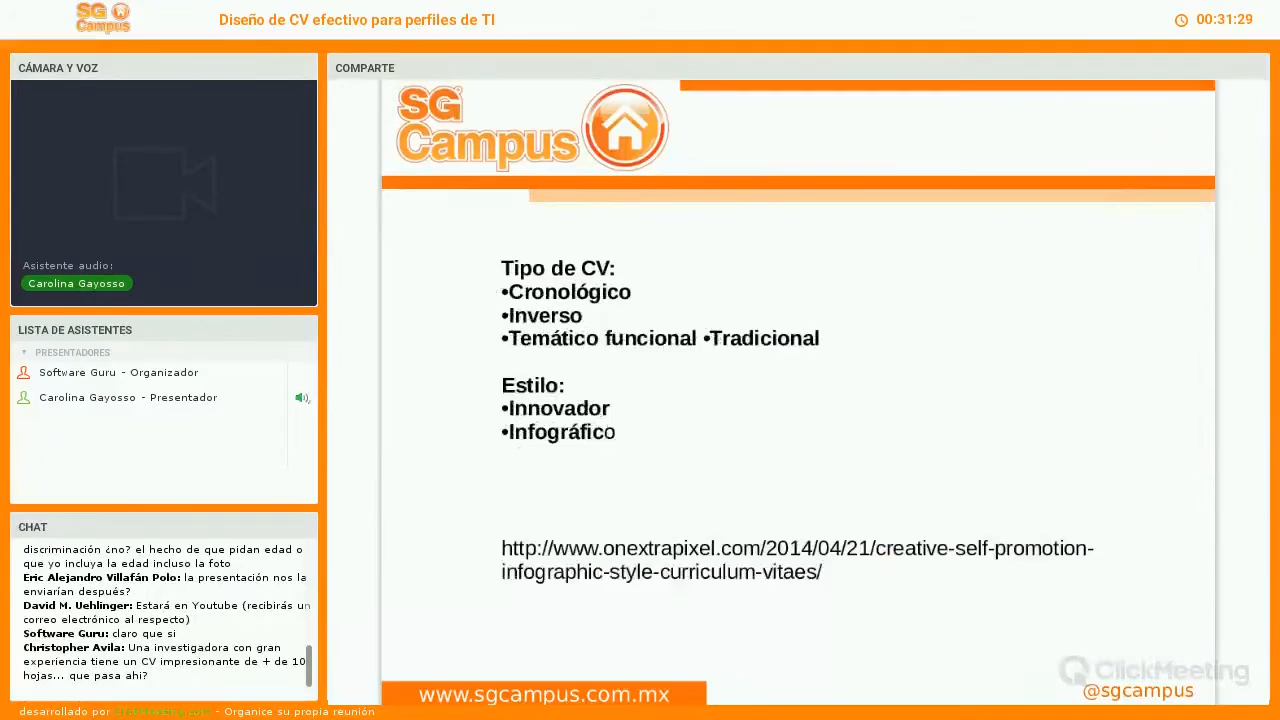 SG Campus
Diseño de CV efectivo para perfiles de TI
00:31:29
CÁMARA Y VOZ
Asistente audio:
Carolina Gayosso
LISTA DE ASISTENTES
PRESENTADORES
Software Guru - Organizador
Carolina Gayosso - Presentador
CHAT
discriminación ¿no? el hecho de que pidan edad o
que yo incluya la edad incluso la foto
Eric Alejandro Villafán Polo: la presentación nos la
enviarían después?
David M. Uehlinger: Estará en Youtube (recibirás un
correo electrónico al respecto)
Software Guru: claro que si
Christopher Avila: Una investigadora con gran
experiencia tiene un CV impresionante de + de 10
hojas... que pasa ahi?
desarrollado por ClickMeeting.com - Organice su propia reunión
COMPARTE
SG
Campus
Tipo de CV:
•Cronológico
•Inverso
•Temático funcional •Tradicional
Estilo:
•Innovador
•Infográfico
http://www.onextrapixel.com/2014/04/21/creative-self-promotion-
infographic-style-curriculum-vitaes/
www.sgcampus.com.mx
ClickMeeting
@sgcampus